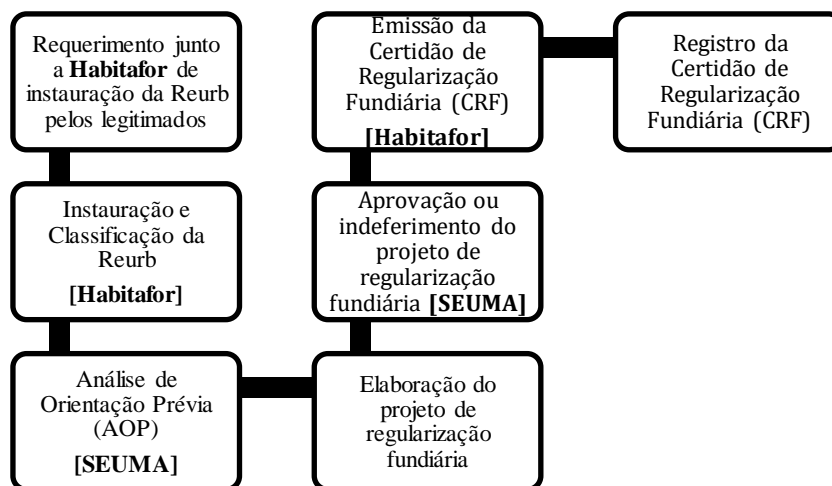 Requerimento junto
a Habitafor de
instauração da Reurb
pelos legitimados
Instauração e
Classificação da
Reurb
[Habitafor]
Análise de
Orientação Prévia
(AOP)
[SEUMA]
Elaboração do
projeto de
regularização
fundiária
Aprovação ou
indeferimento do
projeto de
regularização
fundiária [SEUMA]
Emissão da
Certidão de
Regularização
Fundiária (CRF)
[Habitafor]
Registro da
Certidão de
Regularização
Fundiária (CRF)